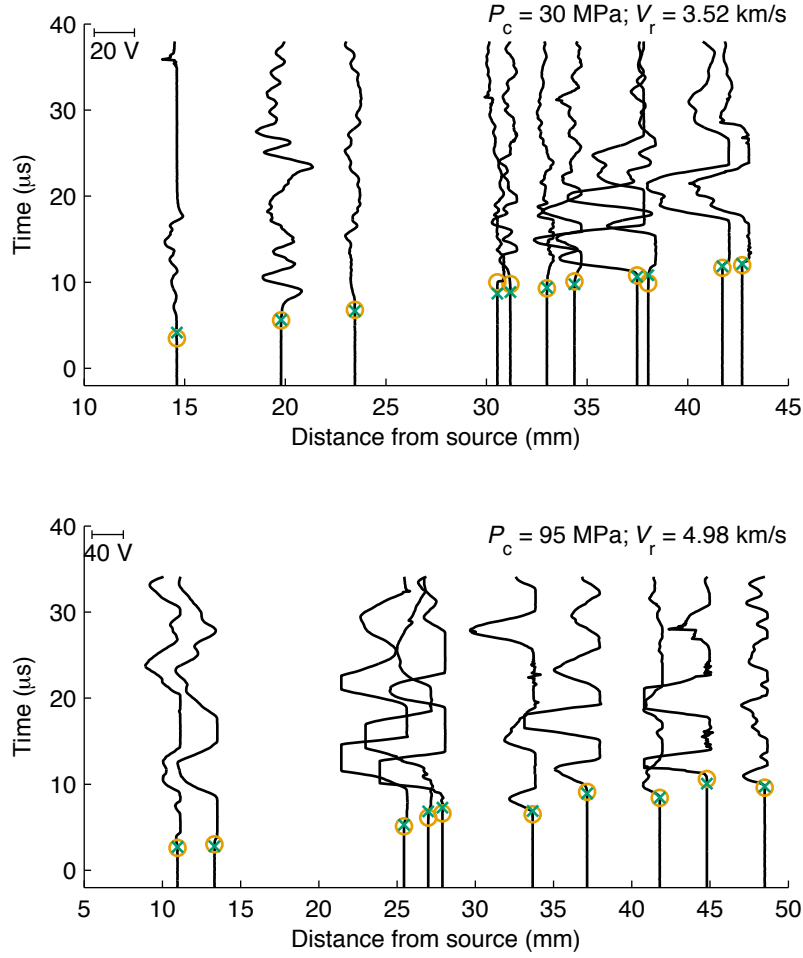 P_c = 30 MPa; V_r = 3.52 km/s
20 V
40
30
20
10
0
Time (µs)
10 15 20 25 30 35 40 45
Distance from source (mm)
P_c = 95 MPa; V_r = 4.98 km/s
40 V
40
30
20
10
0
Time (µs)
5 10 15 20 25 30 35 40 45 50
Distance from source (mm)